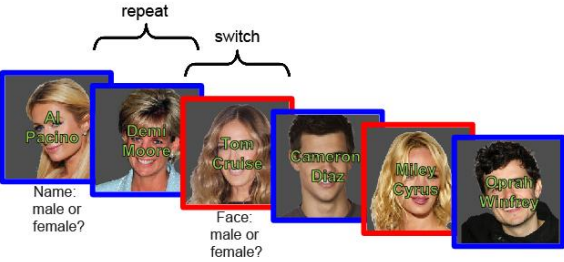 repeat
switch
Al
Pacino
Demi
Moore
Tom
Cruise
Cameron
Diaz
Miley
Cyrus
Oprah
Winfrey
Name:
male or
female?
Face:
male or
female?